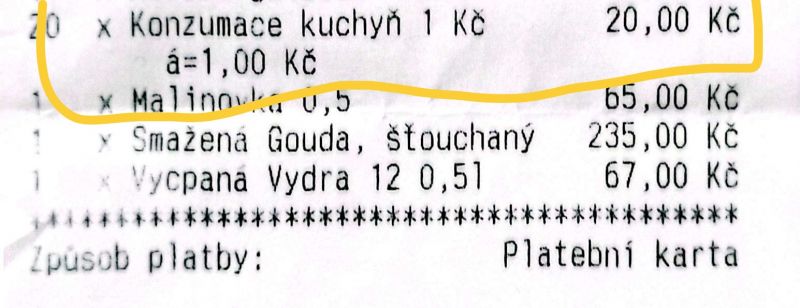 20 x Konzumace kuchyň 1 Kč 20,00 Kč
á=1,00 Kč
1 x Malinovka 0,5 65,00 Kč
1 x Smažená Gouda, šťouchaný 235,00 Kč
1 x Vycpaná Vydra 12 0,5l 67,00 Kč
****************************************
Způsob platby: Platební karta